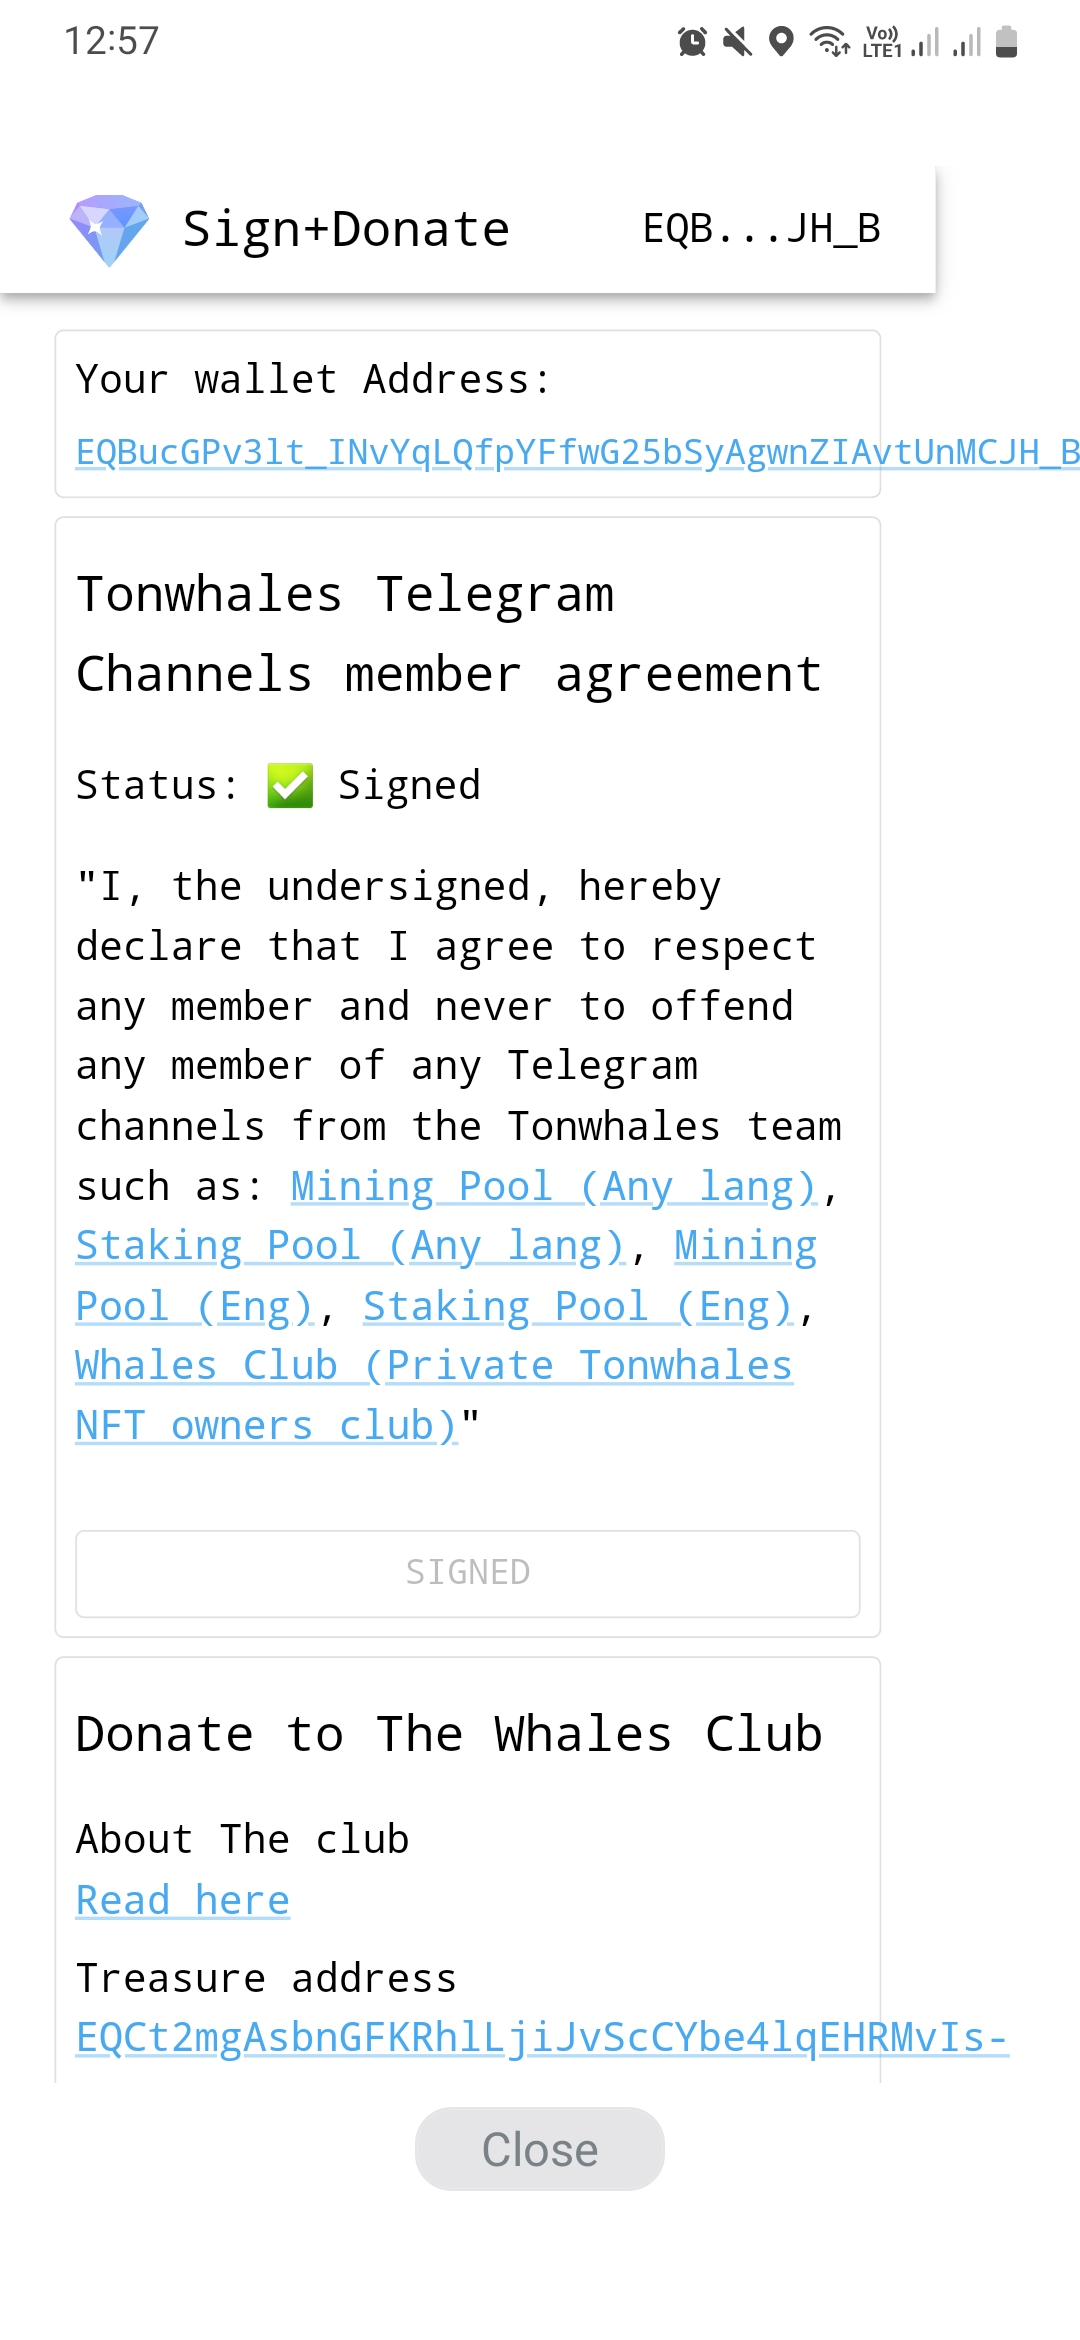 12:57
Vo))
LTE1
Sign+Donate
EQB...JH_B
Your wallet Address:
EQBucGPv3lt_INvYqLQfpYFfwG25bSyAgwnZIAvtUnMCJH_B
Tonwhales Telegram
Channels member agreement
Status: ✅ Signed
"I, the undersigned, hereby
declare that I agree to respect
any member and never to offend
any member of any Telegram
channels from the Tonwhales team
such as: Mining Pool (Any lang),
Staking Pool (Any lang), Mining
Pool (Eng), Staking Pool (Eng),
Whales Club (Private Tonwhales
NFT owners club)"
SIGNED
Donate to The Whales Club
About The club
Read here
Treasure address
EQCt2mgAsbnGFKRhlLjiJvScCYbe4lqEHRMvIs-
Close